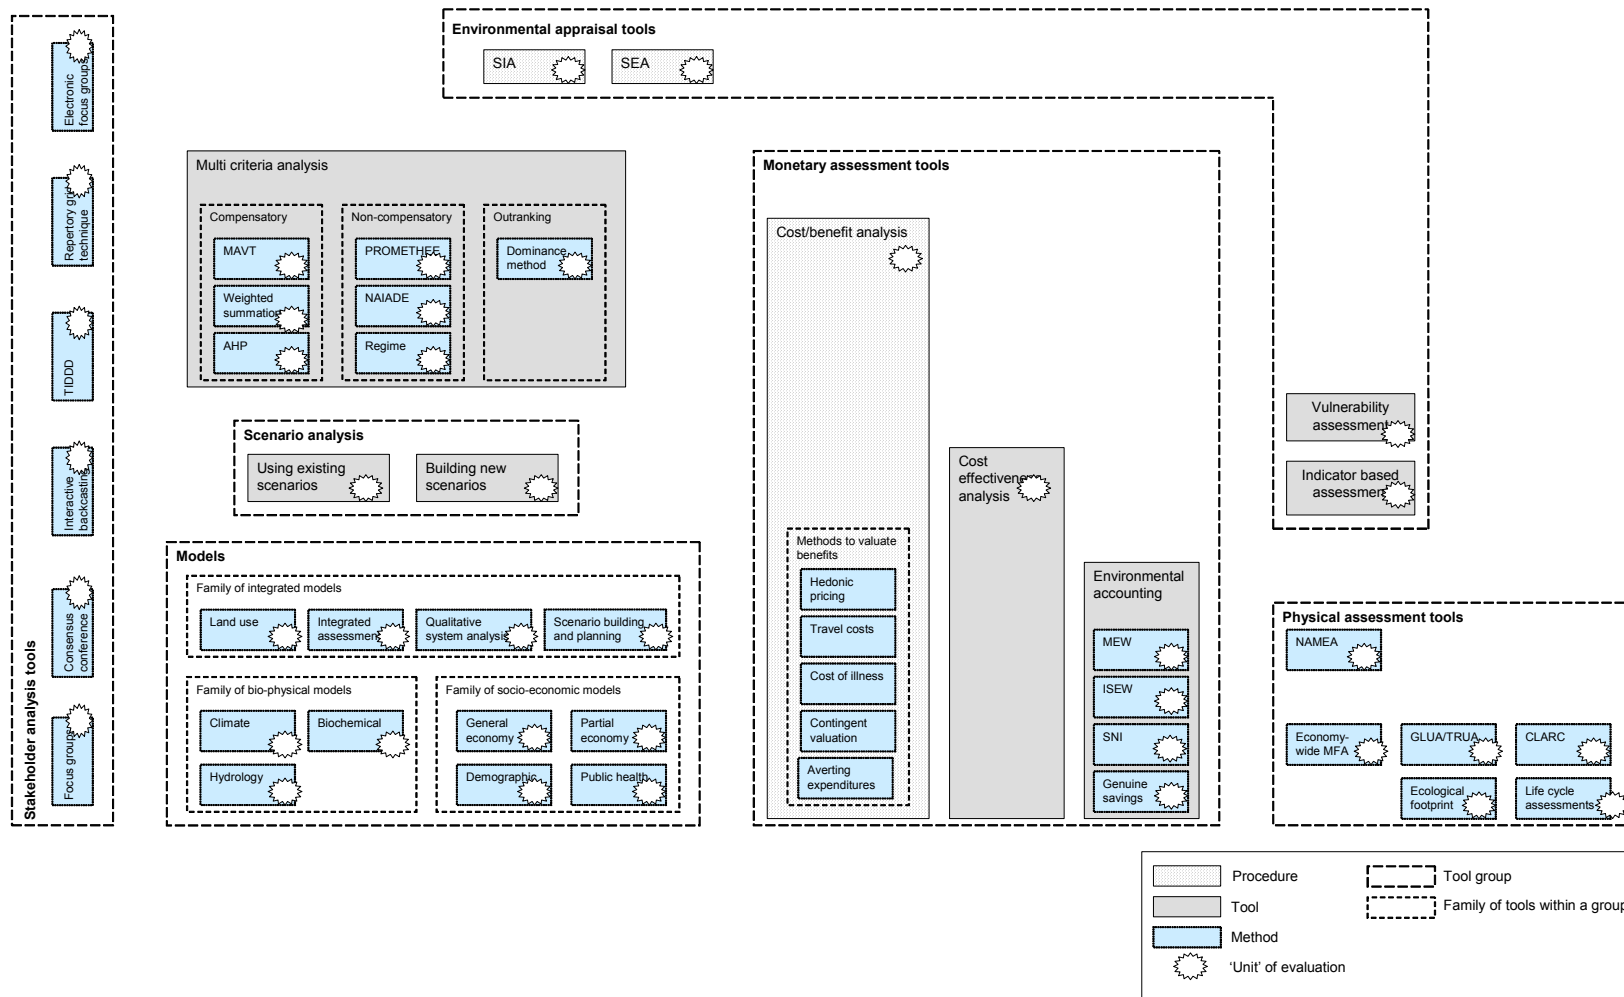 Environmental appraisal tools
SIA
SEA
Stakeholder analysis tools
Electronic
focus groups
Repertory grid
technique
TIDDD
Interactive
backcasting
Consensus
conference
Focus groups
Multi criteria analysis
Compensatory
MAVT
Weighted
summation
AHP
Non-compensatory
PROMETHEE
NAIADE
Regime
Outranking
Dominance
method
Scenario analysis
Using existing
scenarios
Building new
scenarios
Models
Family of integrated models
Land use
Integrated
assessment
Qualitative
system analysis
Scenario building
and planning
Family of bio-physical models
Climate
Biochemical
Hydrology
Family of socio-economic models
General
economy
Partial
economy
Demographic
Public health
Monetary assessment tools
Cost/benefit analysis
Methods to valuate
benefits
Hedonic
pricing
Travel costs
Cost of illness
Contingent
valuation
Averting
expenditures
Cost
effectiveness
analysis
Environmental
accounting
MEW
ISEW
SNI
Genuine
savings
Vulnerability
assessment
Indicator based
assessment
Physical assessment tools
NAMEA
Economy-
wide MFA
GLUA/TRUA
CLARC
Ecological
footprint
Life cycle
assessments
Procedure
Tool
Method
'Unit' of evaluation
Tool group
Family of tools within a group